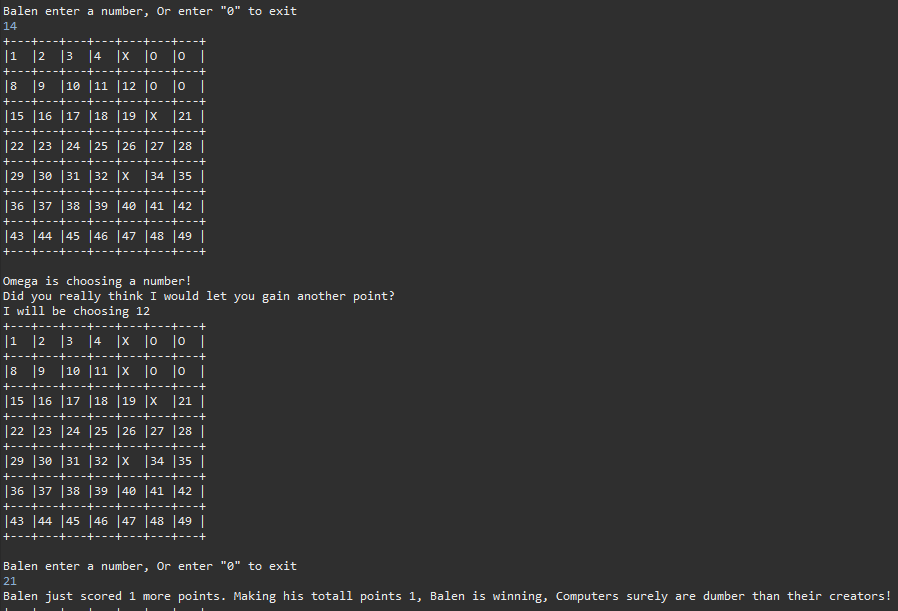 Balen enter a number, Or enter "0" to exit
14
+---+---+---+---+---+---+---+
|1  |2  |3  |4  |X  |O  |O  |
+---+---+---+---+---+---+---+
|8  |9  |10 |11 |12 |O  |O  |
+---+---+---+---+---+---+---+
|15 |16 |17 |18 |19 |X  |21 |
+---+---+---+---+---+---+---+
|22 |23 |24 |25 |26 |27 |28 |
+---+---+---+---+---+---+---+
|29 |30 |31 |32 |X  |34 |35 |
+---+---+---+---+---+---+---+
|36 |37 |38 |39 |40 |41 |42 |
+---+---+---+---+---+---+---+
|43 |44 |45 |46 |47 |48 |49 |
+---+---+---+---+---+---+---+
Omega is choosing a number!
Did you really think I would let you gain another point?
I will be choosing 12
+---+---+---+---+---+---+---+
|1  |2  |3  |4  |X  |O  |O  |
+---+---+---+---+---+---+---+
|8  |9  |10 |11 |X  |O  |O  |
+---+---+---+---+---+---+---+
|15 |16 |17 |18 |19 |X  |21 |
+---+---+---+---+---+---+---+
|22 |23 |24 |25 |26 |27 |28 |
+---+---+---+---+---+---+---+
|29 |30 |31 |32 |X  |34 |35 |
+---+---+---+---+---+---+---+
|36 |37 |38 |39 |40 |41 |42 |
+---+---+---+---+---+---+---+
|43 |44 |45 |46 |47 |48 |49 |
+---+---+---+---+---+---+---+
Balen enter a number, Or enter "0" to exit
21
Balen just scored 1 more points. Making his totall points 1, Balen is winning, Computers surely are dumber than their creators!